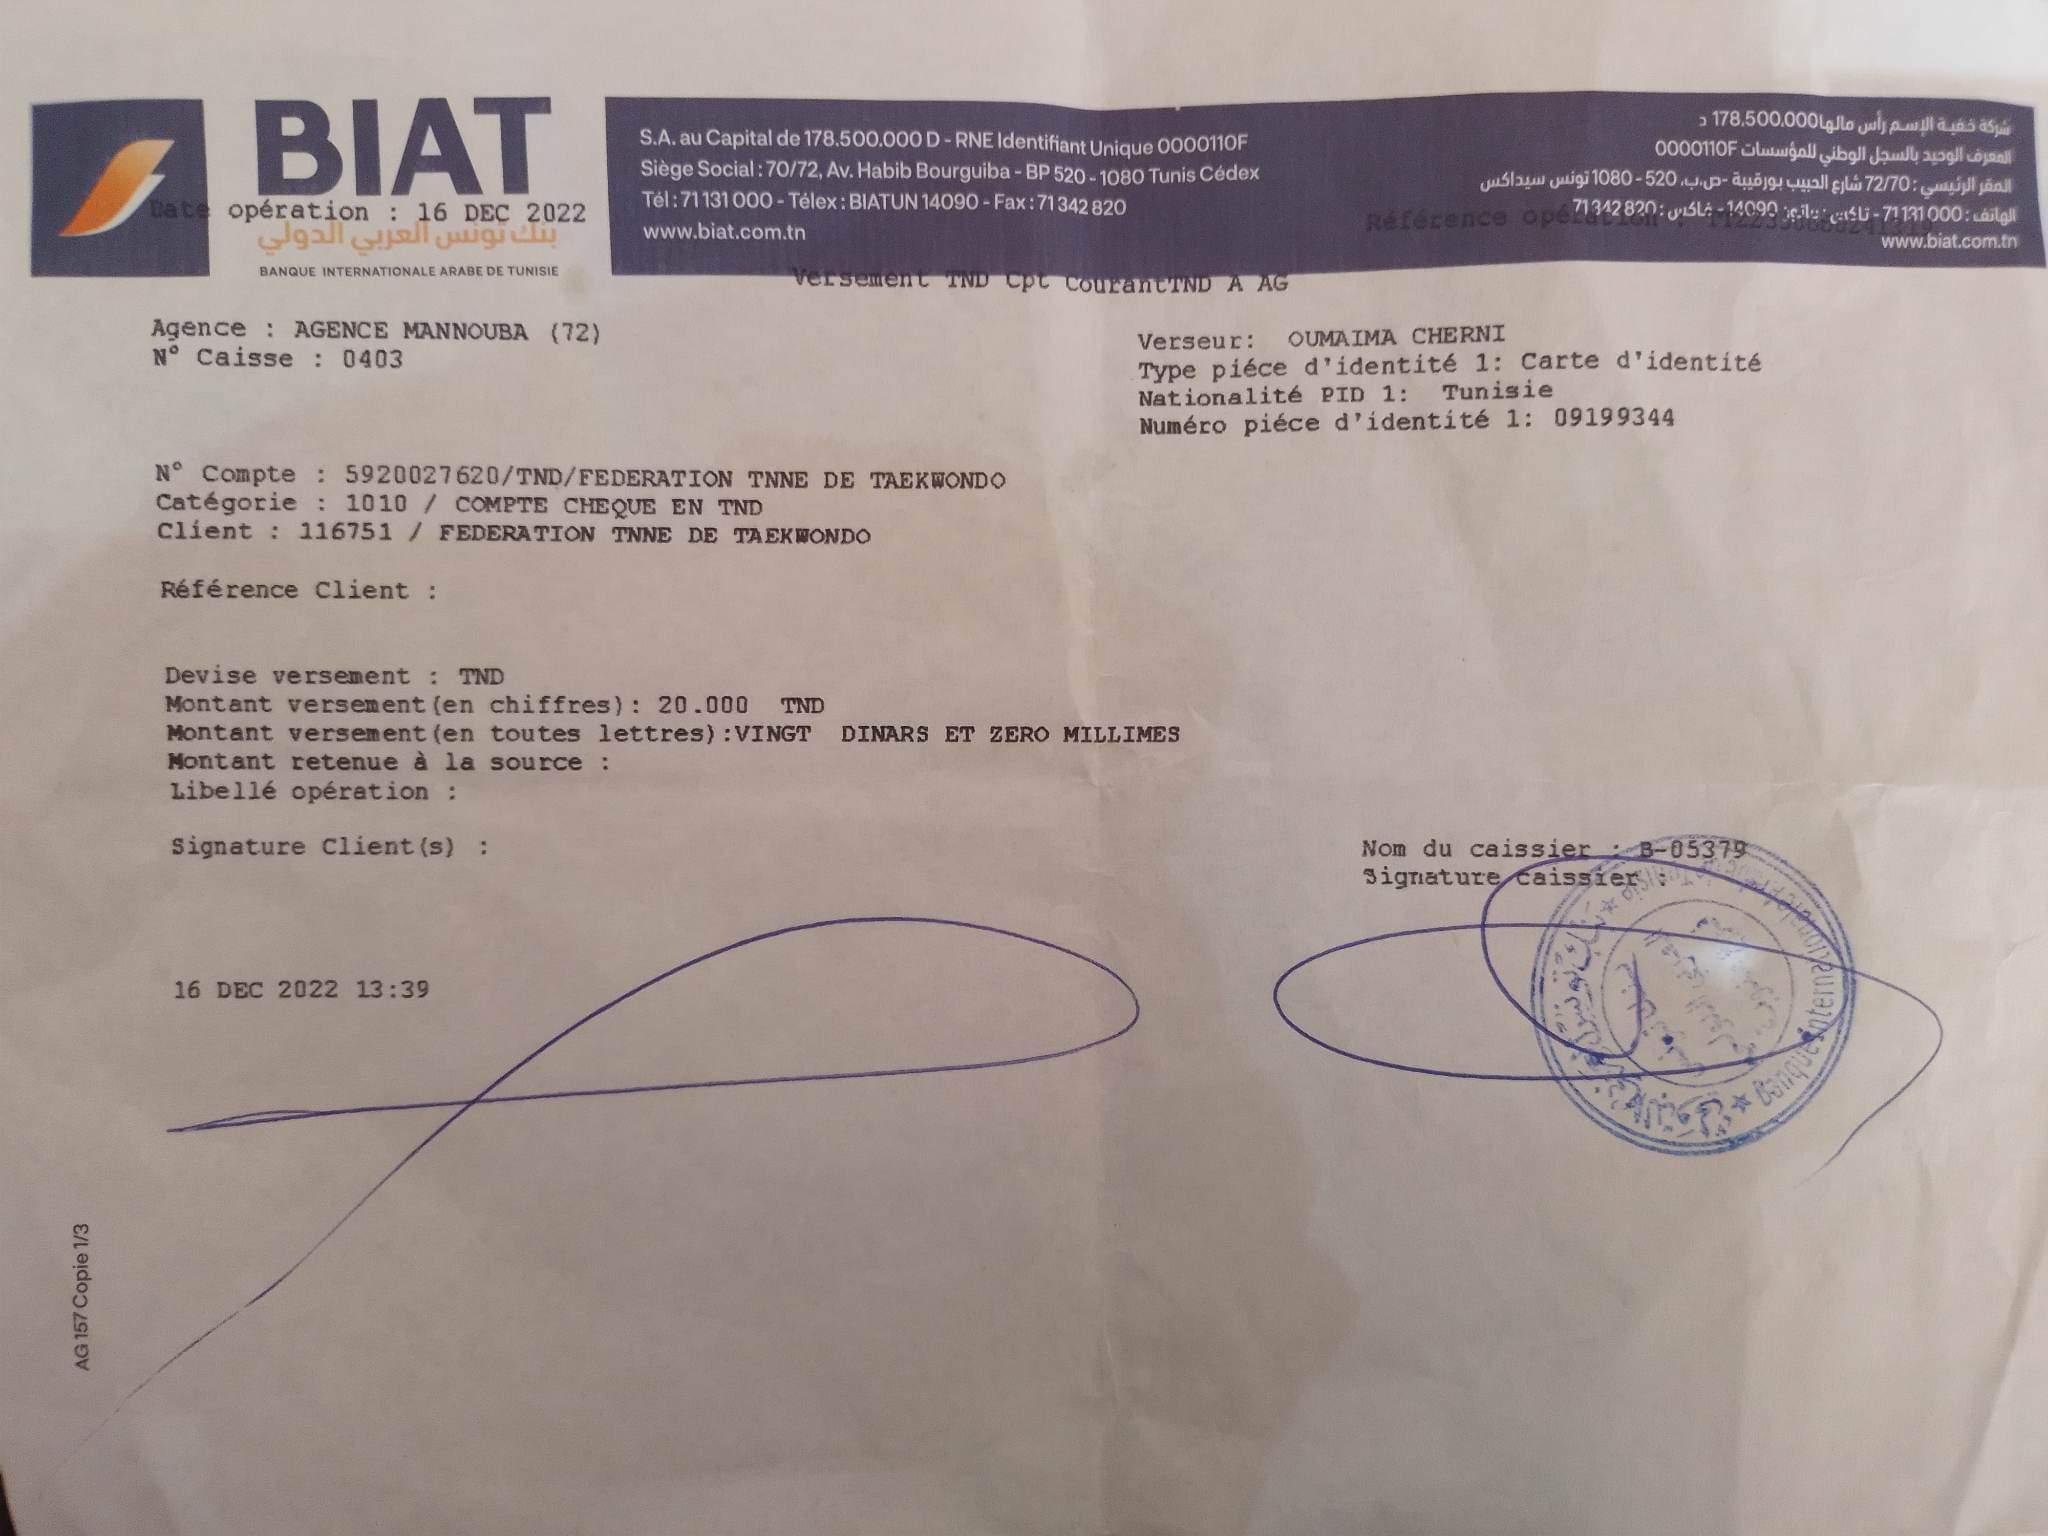 BIAT
Date opération : 16 DEC 2022
بنك تونس العربي الدولي
BANQUE INTERNATIONALE ARABE DE TUNISIE
S.A. au Capital de 178.500.000 D - RNE Identifiant Unique 0000110F
Siège Social : 70/72, Av. Habib Bourguiba - BP 520 - 1080 Tunis Cédex
Tél : 71 131 000 - Télex : BIATUN 14090 - Fax : 71 342 820
www.biat.com.tn
شركة خفية الإسم رأس مالها 178.500.000 د
المعرف الوحيد بالسجل الوطني للمؤسسات 0000110F
المقر الرئيسي : 72/70 شارع الحبيب بورقيبة -ص.ب. 520 - 1080 تونس سيداكس
الهاتف : 71 131 000 - تلكس : بياتون 14090 - فاكس : 71 342 820
Référence opération :
www.biat.com.tn
Versement TND Cpt CourantTND A AG
Agence : AGENCE MANNOUBA (72)
N° Caisse : 0403
Verseur: OUMAIMA CHERNI
Type piéce d'identité 1: Carte d'identité
Nationalité PID 1: Tunisie
Numéro piéce d'identité 1: 09199344
N° Compte : 5920027620/TND/FEDERATION TNNE DE TAEKWONDO
Catégorie : 1010 / COMPTE CHEQUE EN TND
Client : 116751 / FEDERATION TNNE DE TAEKWONDO
Référence Client :
Devise versement : TND
Montant versement(en chiffres): 20.000 TND
Montant versement(en toutes lettres):VINGT DINARS ET ZERO MILLIMES
Montant retenue à la source :
Libellé opération :
Signature Client(s) :
Nom du caissier : B-05379
Signature caissier :
16 DEC 2022 13:39
Banque Internationale Arabe de Tunisie
AG 157 Copie 1/3